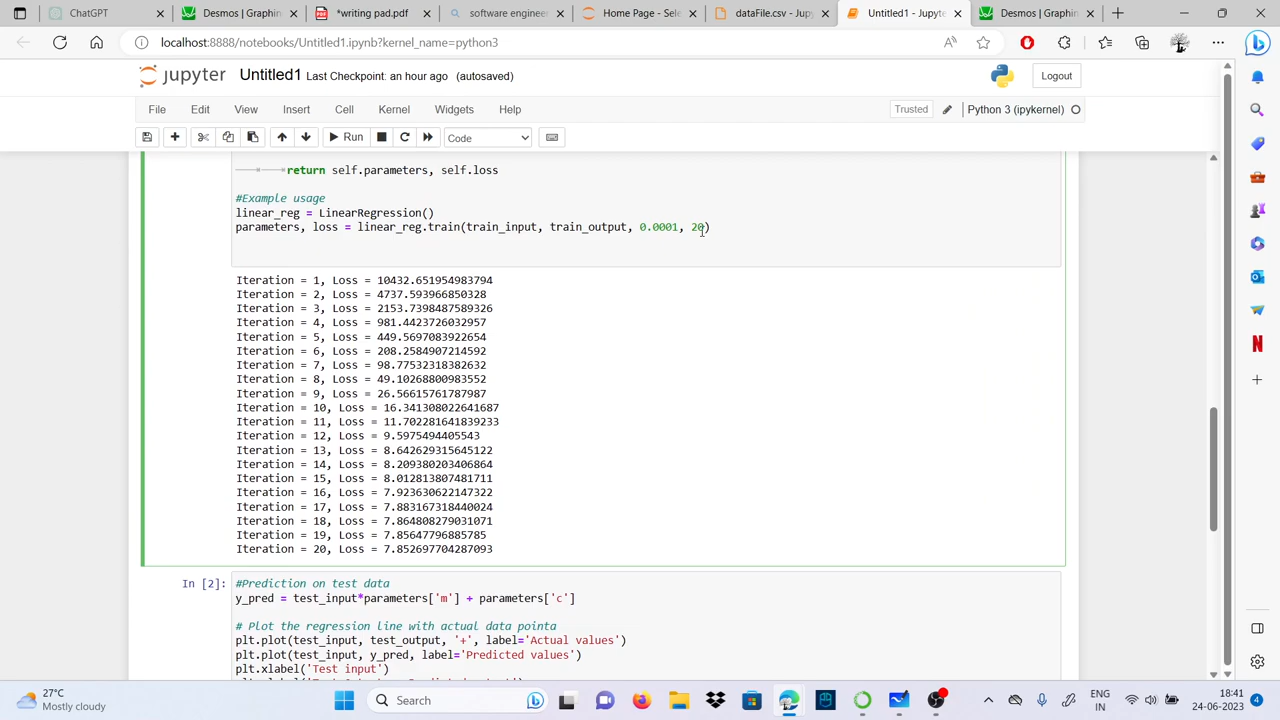 ChatGPT
Desmos | Graphin
*writing pad.pdf
software enginee
Home Page - Sele
dataFile.csv - Jup
Untitled1 - Jupyte
Desmos | Graphin
localhost:8888/notebooks/Untitled1.ipynb?kernel_name=python3
jupyter Untitled1 Last Checkpoint: an hour ago (autosaved)
Logout
File Edit View Insert Cell Kernel Widgets Help
Trusted
Python 3 (ipykernel)
Run
Code
return self.parameters, self.loss
#Example usage
linear_reg = LinearRegression()
parameters, loss = linear_reg.train(train_input, train_output, 0.0001, 20)
Iteration = 1, Loss = 10432.651954983794
Iteration = 2, Loss = 4737.593966850328
Iteration = 3, Loss = 2153.7398487589326
Iteration = 4, Loss = 981.4423726032957
Iteration = 5, Loss = 449.5697083922654
Iteration = 6, Loss = 208.2584907214592
Iteration = 7, Loss = 98.77532318382632
Iteration = 8, Loss = 49.10268800983552
Iteration = 9, Loss = 26.56615761787987
Iteration = 10, Loss = 16.341308022641687
Iteration = 11, Loss = 11.702281641839233
Iteration = 12, Loss = 9.5975494405543
Iteration = 13, Loss = 8.642629315645122
Iteration = 14, Loss = 8.209380203406864
Iteration = 15, Loss = 8.012813807481711
Iteration = 16, Loss = 7.923630622147322
Iteration = 17, Loss = 7.883167318440024
Iteration = 18, Loss = 7.864808279031071
Iteration = 19, Loss = 7.85647796885785
Iteration = 20, Loss = 7.852697704287093
In [2]:
#Prediction on test data
y_pred = test_input*parameters['m'] + parameters['c']
# Plot the regression line with actual data pointa
plt.plot(test_input, test_output, '+', label='Actual values')
plt.plot(test_input, y_pred, label='Predicted values')
plt.xlabel('Test input')
27°C
Mostly cloudy
Search
ENG
IN
18:41
24-06-2023
4